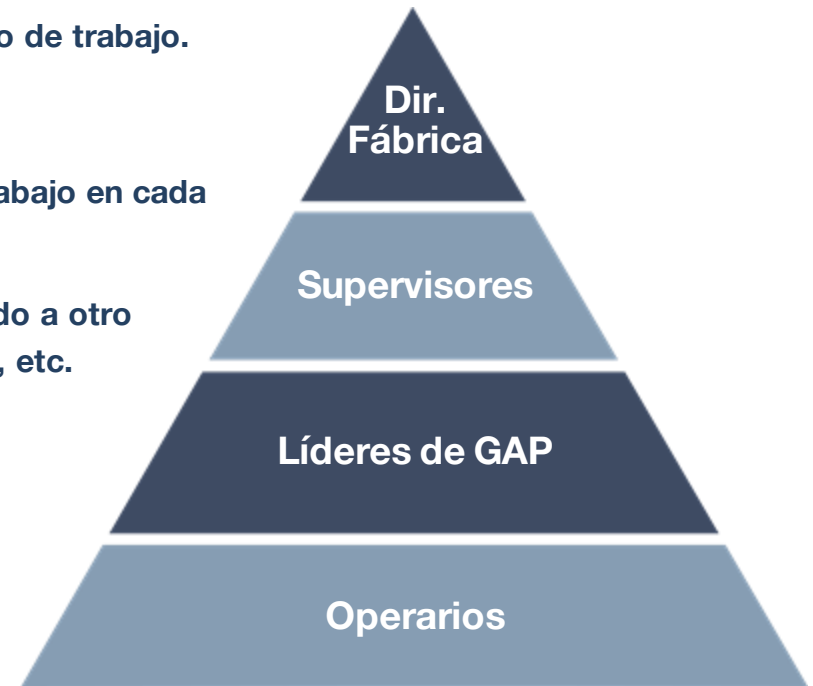 o de trabajo.
abajo en cada
do a otro
, etc.
Dir.
Fábrica
Supervisores
Líderes de GAP
Operarios